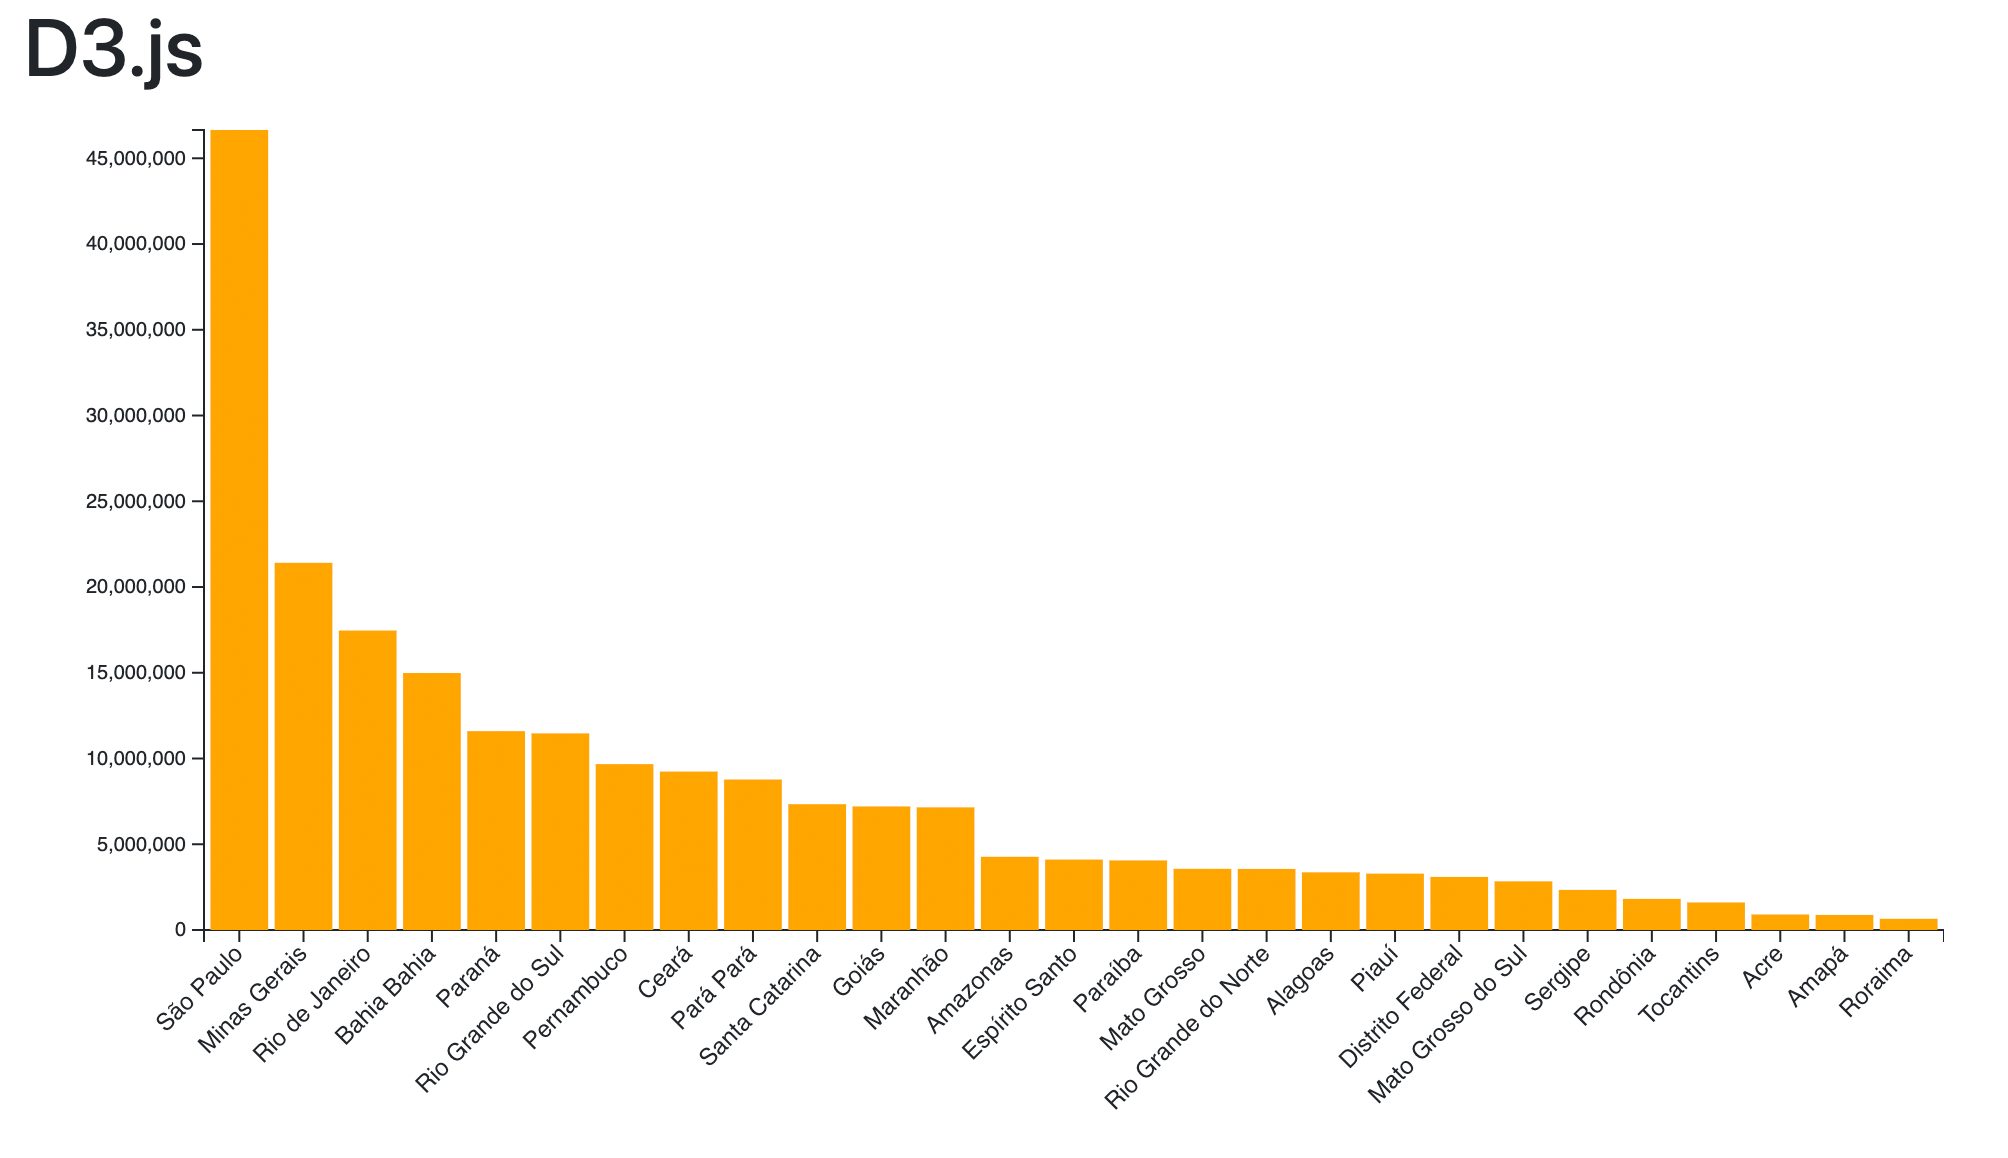 D3.js
45,000,000
40,000,000
35,000,000
30,000,000
25,000,000
20,000,000
15,000,000
10,000,000
5,000,000
0
São Paulo
Minas Gerais
Rio de Janeiro
Bahia Bahia
Paraná
Rio Grande do Sul
Pernambuco
Ceará
Pará Pará
Santa Catarina
Goiás
Maranhão
Amazonas
Espírito Santo
Paraíba
Mato Grosso
Rio Grande do Norte
Alagoas
Piauí
Distrito Federal
Mato Grosso do Sul
Sergipe
Rondônia
Tocantins
Acre
Amapá
Roraima